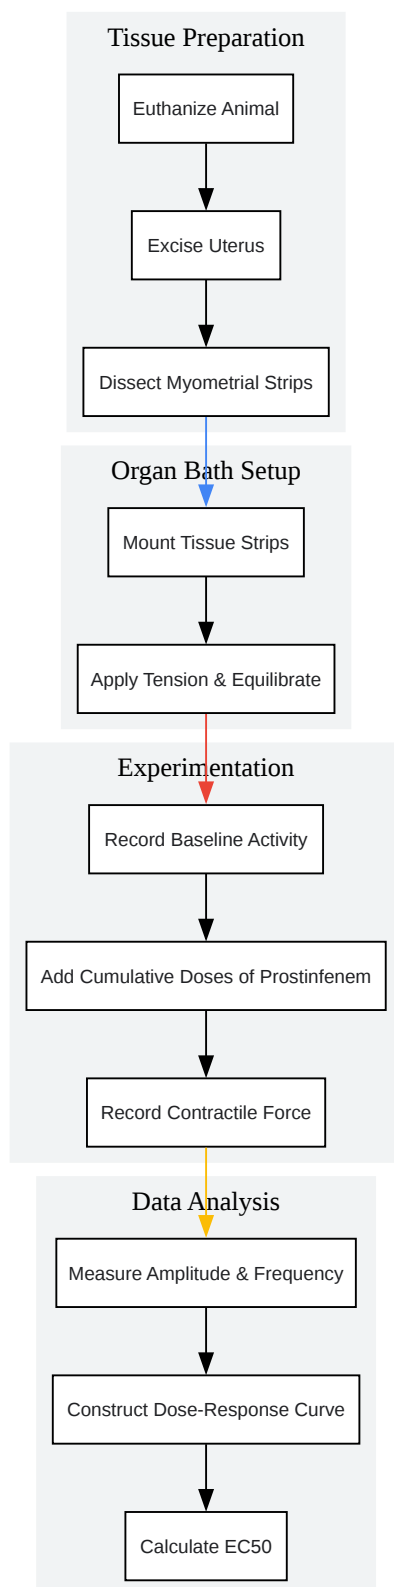 Tissue Preparation
Euthanize Animal
Excise Uterus
Dissect Myometrial Strips
Organ Bath Setup
Mount Tissue Strips
Apply Tension & Equilibrate
Experimentation
Record Baseline Activity
Add Cumulative Doses of Prostinfenem
Record Contractile Force
Data Analysis
Measure Amplitude & Frequency
Construct Dose-Response Curve
Calculate EC50